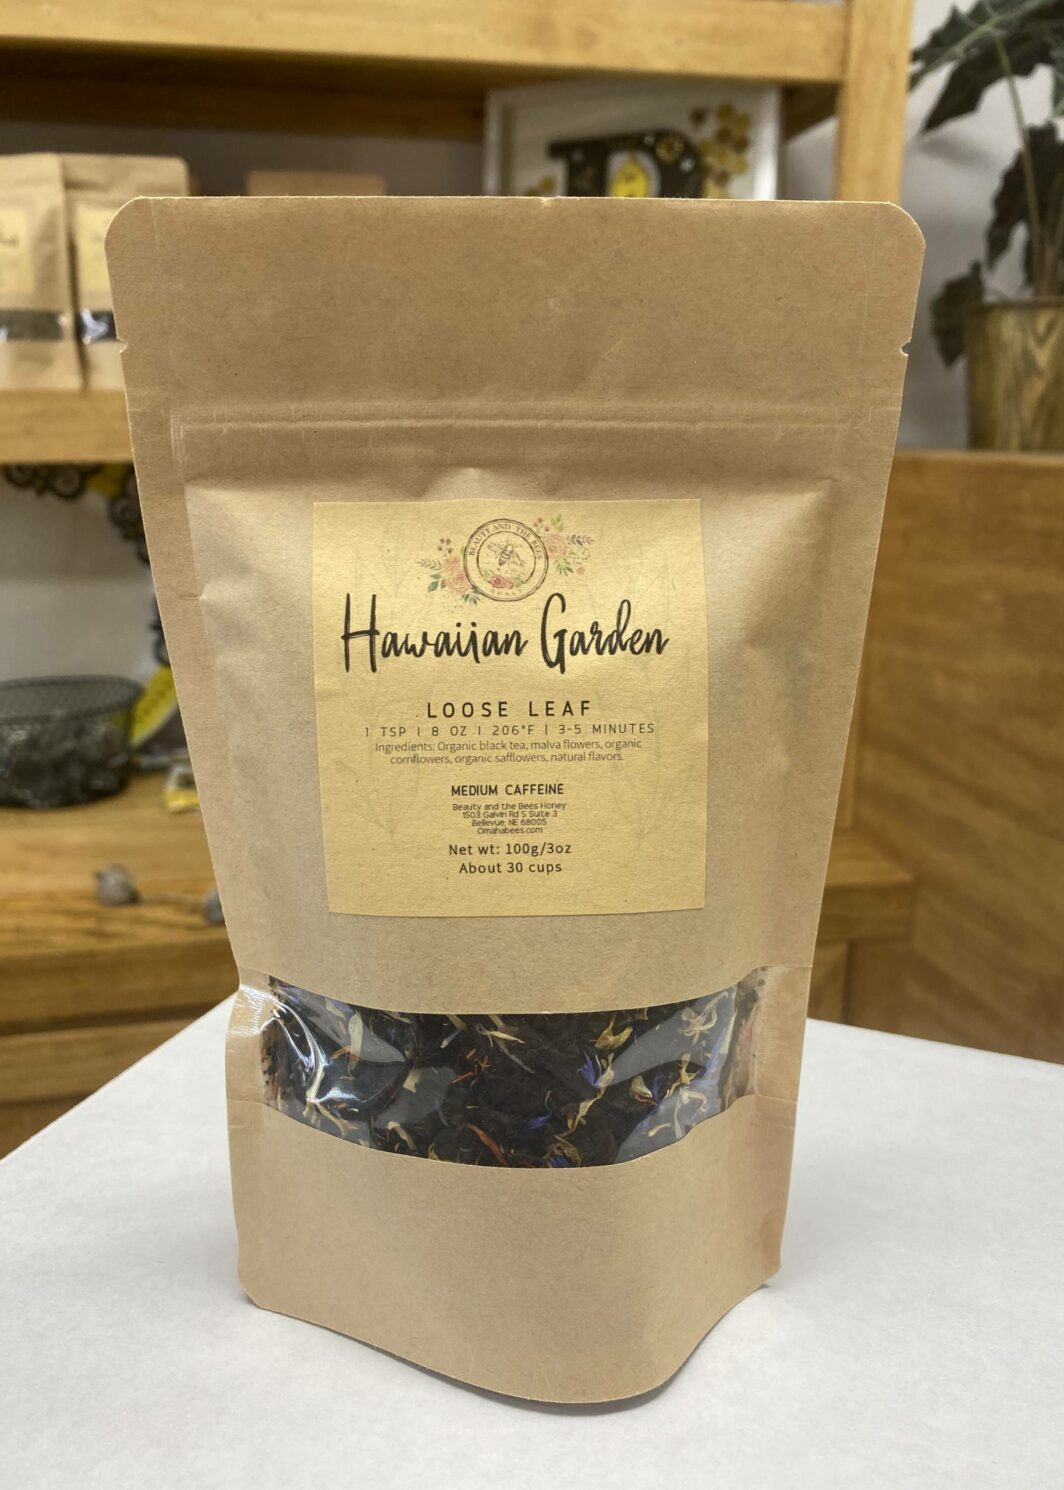 BEAUTY AND THE BEES
HONEY
Hawaiian Garden
LOOSE LEAF
1 TSP | 8 OZ | 206°F | 3-5 MINUTES
Ingredients: Organic black tea, malva flowers, organic
cornflowers, organic safflowers, natural flavors.
MEDIUM CAFFEINE
Beauty and the Bees Honey
1503 Galvin Rd S Suite 3
Bellevue NE 68005
Omahabees.com
Net wt: 100g/3oz
About 30 cups